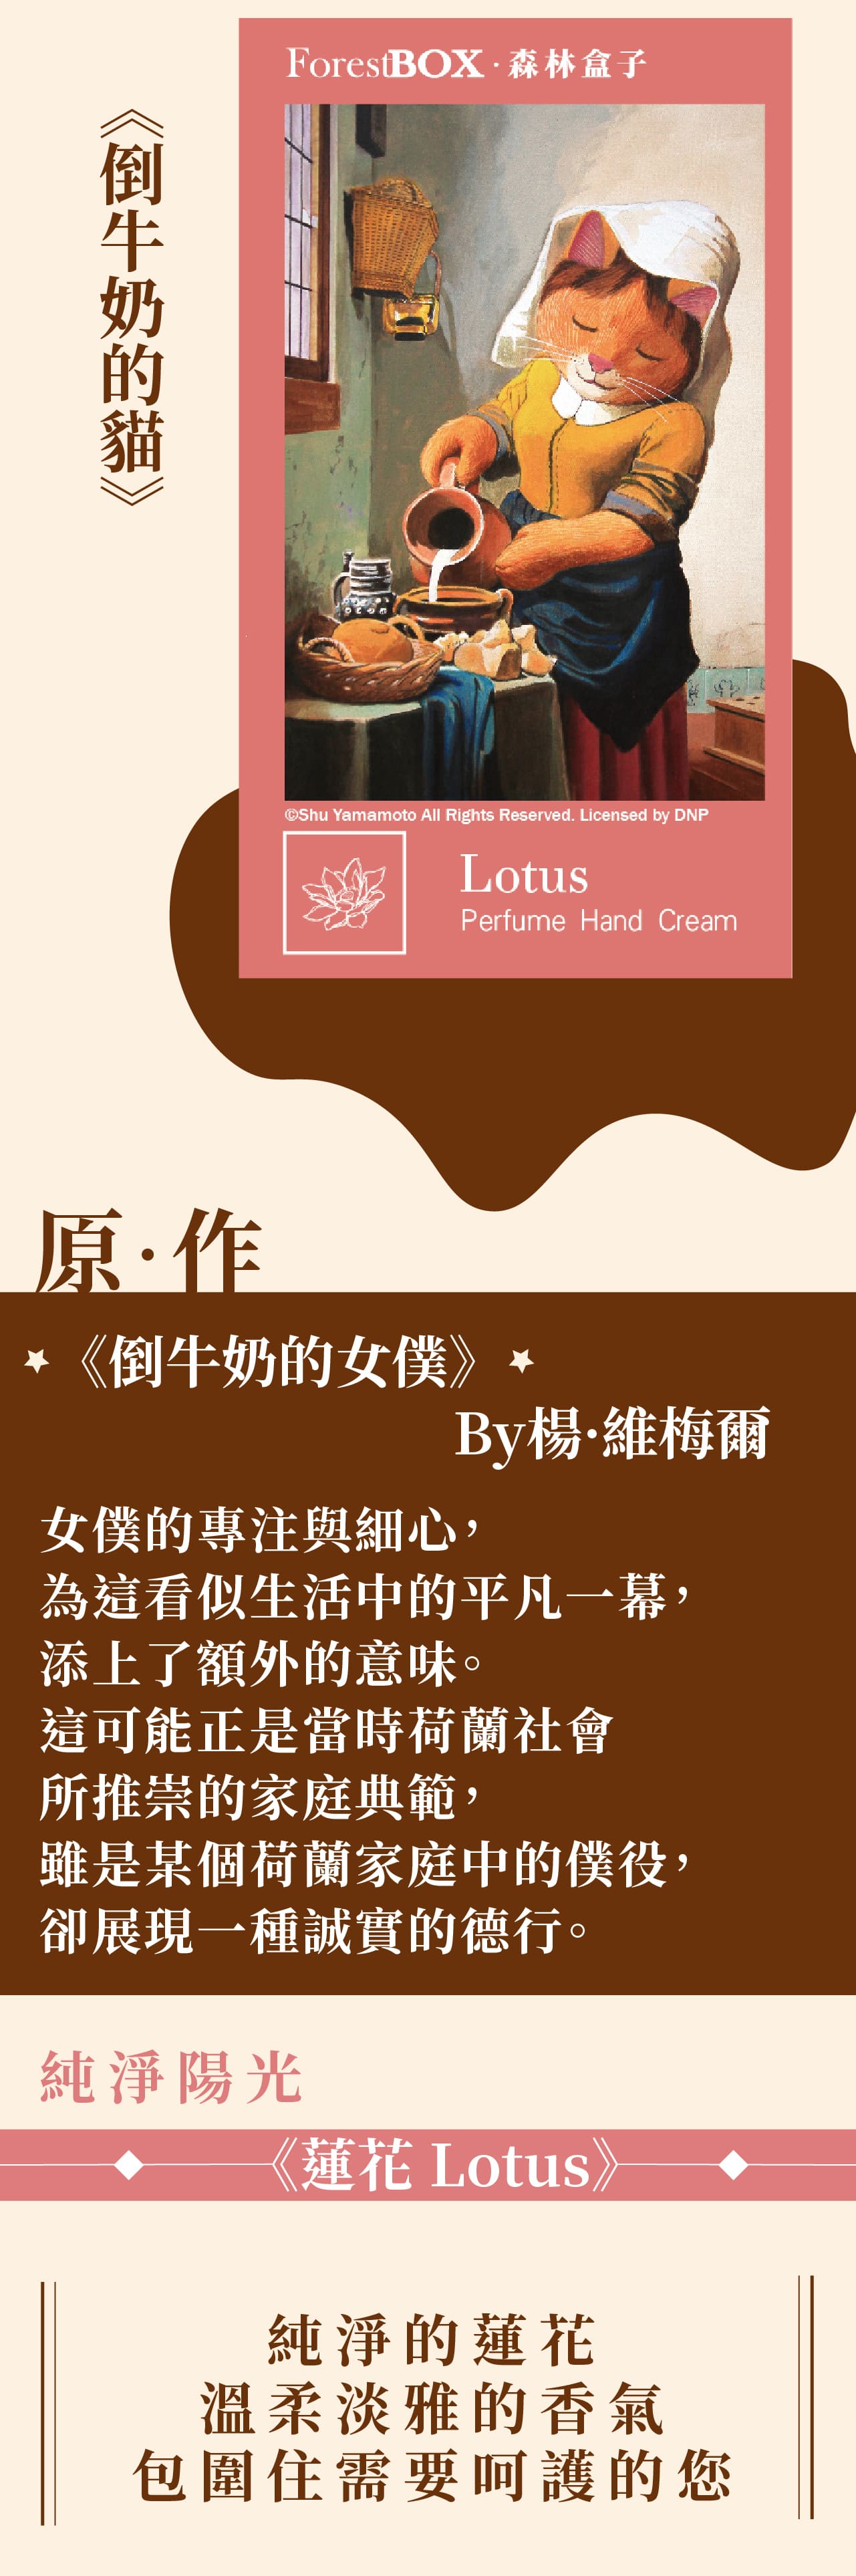 ForestBOX·森林盒子
《倒牛奶的貓》
©Shu Yamamoto All Rights Reserved. Licensed by DNP
Lotus
Perfume Hand Cream
原·作
《倒牛奶的女僕》
By楊·維梅爾
女僕的專注與細心，
為這看似生活中的平凡一幕，
添上了額外的意味。
這可能正是當時荷蘭社會
所推崇的家庭典範，
雖是某個荷蘭家庭中的僕役，
卻展現一種誠實的德行。
純淨陽光
《蓮花 Lotus》
純淨的蓮花
溫柔淡雅的香氣
包圍住需要呵護的您